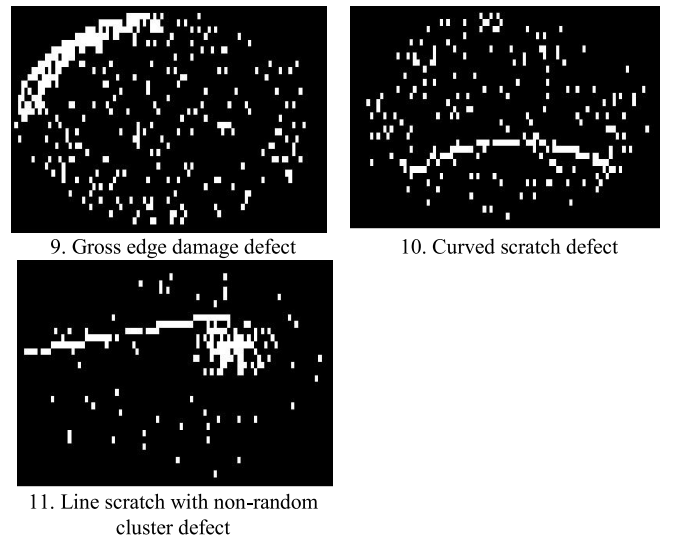 9. Gross edge damage defect
10. Curved scratch defect
11. Line scratch with non-random
cluster defect